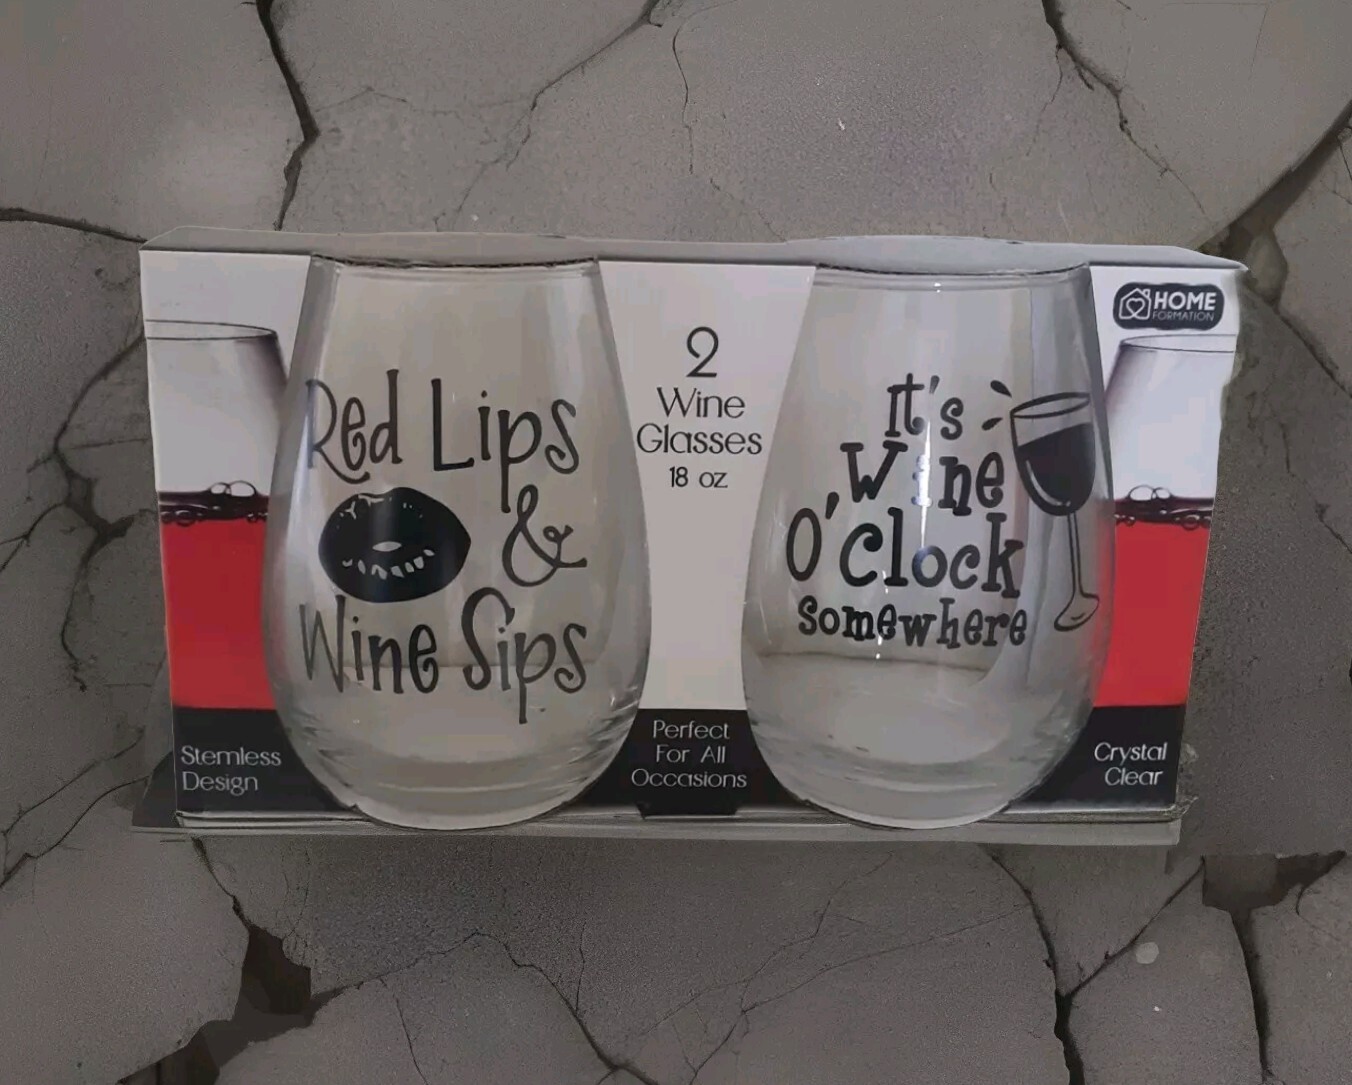 Red Lips
&
Wine Sips
2
Wine
Glasses
18 oz
It's
Wine
O'Clock
somewhere
HOME
FORMATION
Stemless
Design
Perfect
For All
Occasions
Crystal
Clear